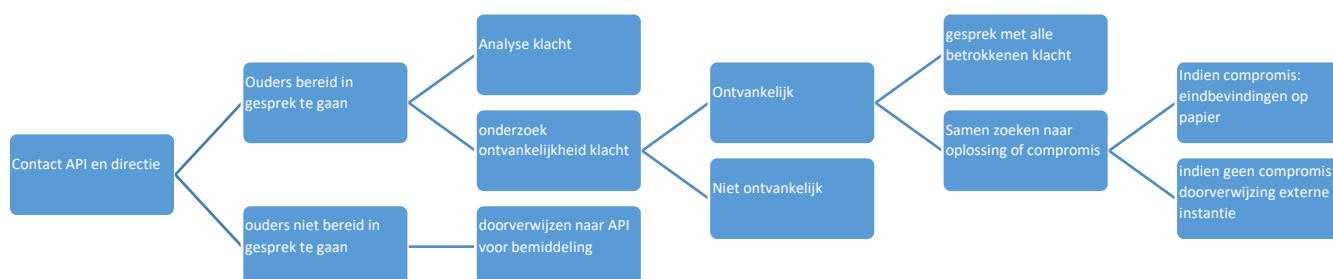 Contact API en directie
Ouders bereid in
gesprek te gaan
ouders niet bereid in
gesprek te gaan
Analyse klacht
onderzoek
ontvankelijkheid klacht
doorverwijzen naar API
voor bemiddeling
Ontvankelijk
Niet ontvankelijk
gesprek met alle
betrokkenen klacht
Samen zoeken naar
oplossing of compromis
Indien compromis:
eindbevindingen op
papier
indien geen compromis
doorverwijzing externe
instantie